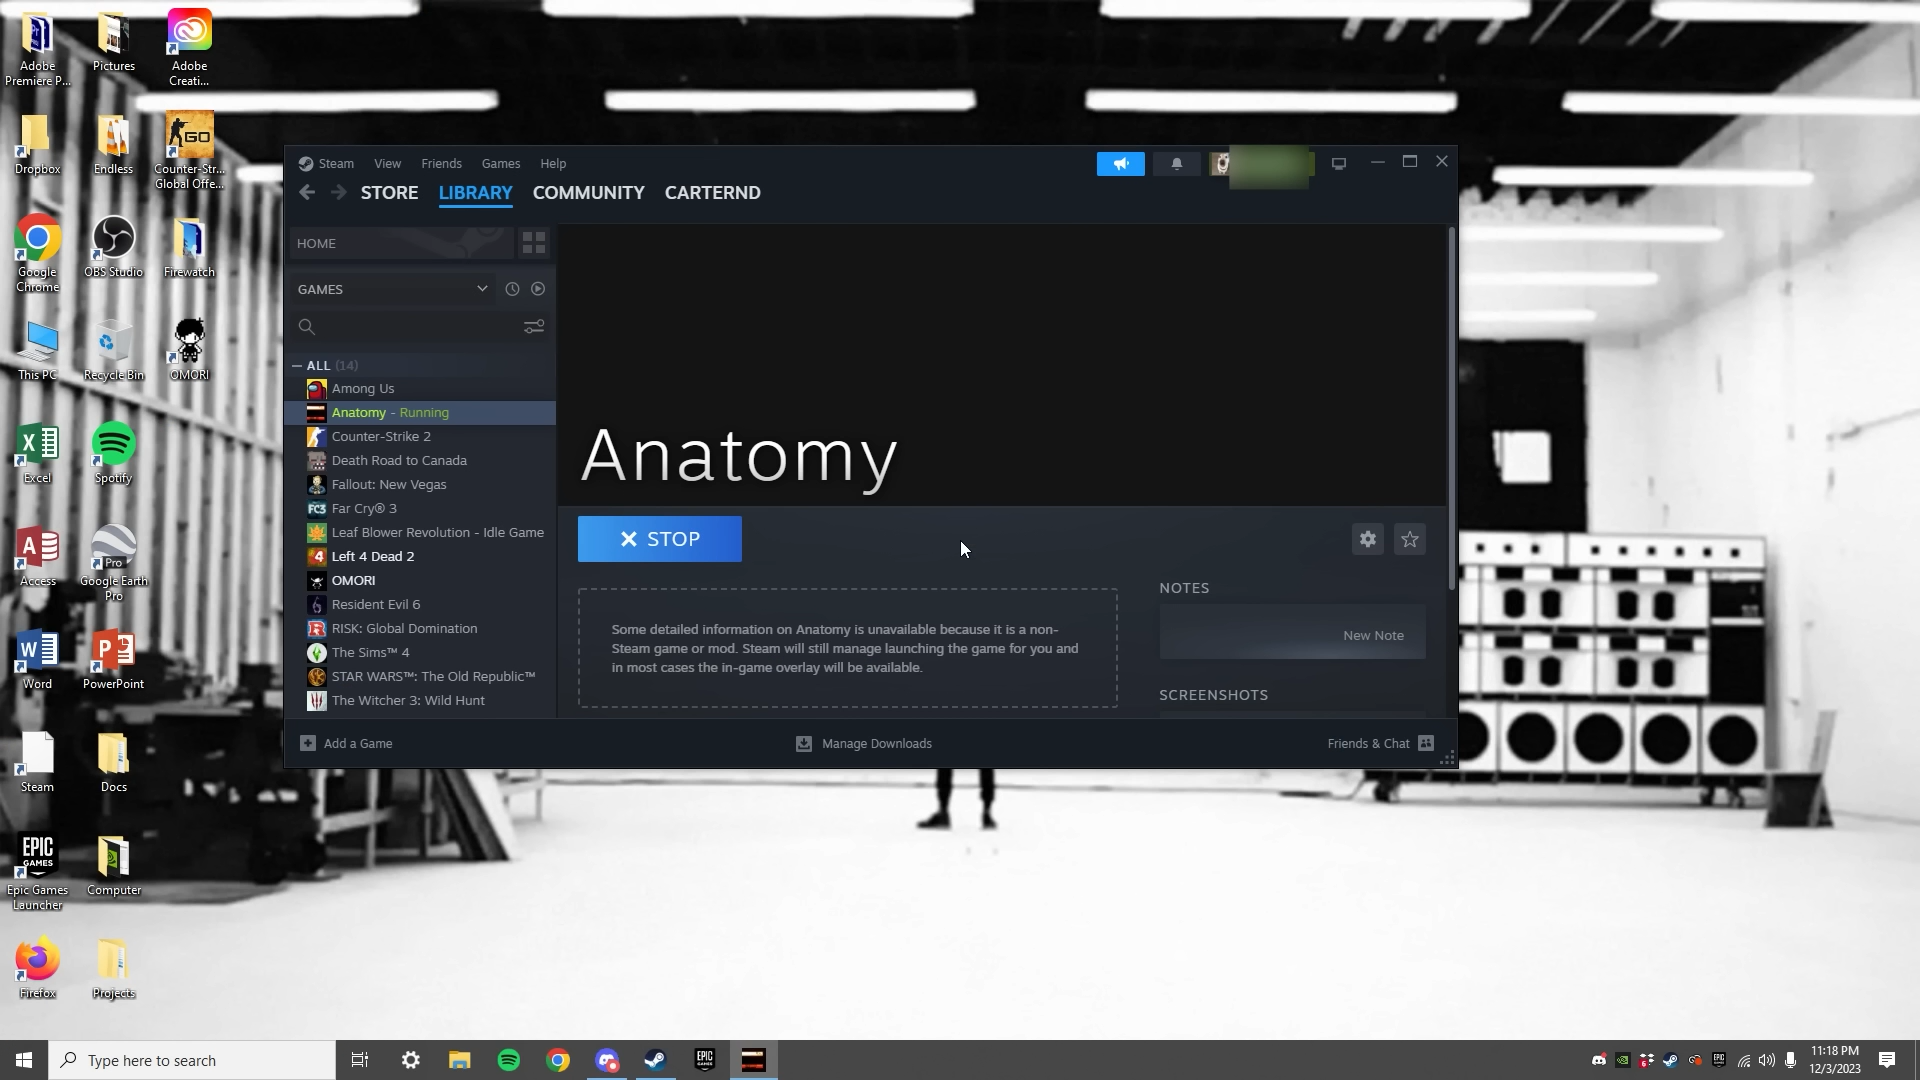 Adobe
Premiere P...
Pictures
Adobe
Creati...
Dropbox
Endless
GO
Counter-Str...
Global Offe...
Google
Chrome
OBS Studio
Firewatch
This PC
Recycle Bin
OMORI
Excel
Spotify
Access
Pro
Google Earth
Pro
Word
PowerPoint
Steam
Docs
EPIC
GAMES
Epic Games
Launcher
Computer
Firefox
Projects
Steam View Friends Games Help
STORE LIBRARY COMMUNITY CARTERND
HOME
GAMES
— ALL (14)
Among Us
Anatomy - Running
Counter-Strike 2
Death Road to Canada
Fallout: New Vegas
FC3 Far Cry® 3
Leaf Blower Revolution - Idle Game
4 Left 4 Dead 2
OMORI
Resident Evil 6
R RISK: Global Domination
The Sims™ 4
STAR WARS™: The Old Republic™
The Witcher 3: Wild Hunt
Anatomy
STOP
Some detailed information on Anatomy is unavailable because it is a non-
Steam game or mod. Steam will still manage launching the game for you and
in most cases the in-game overlay will be available.
NOTES
New Note
SCREENSHOTS
Add a Game
Manage Downloads
Friends & Chat
Type here to search
EPIC
11:18 PM
12/3/2023